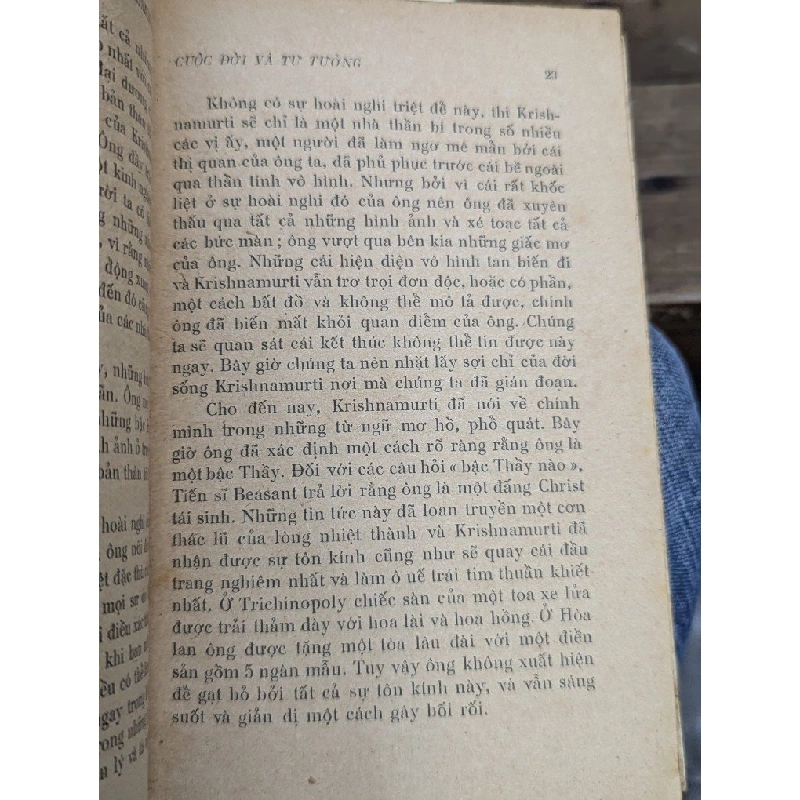 CUỘC ĐỜI VÀ TƯ TƯỞNG
23
Không có sự hoài nghi triệt đề này, thì Krish-
namurti sẽ chỉ là một nhà thần bí trong số nhiều
các vị ấy, một người đã làm ngơ mê mẫn bởi cái
thị quan của ông ta, đã phủ phục trước cái bề ngoài
qua thần tính vô hình. Nhưng bởi vì cái rất khốc
liệt ở sự hoài nghi đó của ông nên ông đã xuyên
thấu qua tất cả những hình ảnh và xé toạc tất cả
các bức màn ; ông vượt qua bên kia những giấc mơ
của ông. Những cái hiện diện vô hình tan biến đi
và Krishnamurti vẫn trơ trọi đơn độc, hoặc có phần,
một cách bất đồ và không thề mô tả được, chính
ông đã biến mất khỏi quan điềm của ông. Chúng
ta sẽ quan sát cái kết thúc không thề tin được này
ngay. Bây giờ chúng ta nên nhặt lấy sợi chỉ của đời
sống Krishnamurti nơi mà chúng ta đã gián đoạn.
Cho đến nay, Krishnamurti đã nói về chính
mình trong những từ ngữ mơ hồ, phổ quát. Bây
giờ ông đã xác định một cách rõ ràng rằng ông là
một bậc Thầy. Đối với các câu hỏi « bậc Thầy nào »,
Tiến sĩ Beasant trả lời rằng ông là một đấng Christ
tái sinh. Những tin tức này đã loan truyền một cơn
thác lũ của lòng nhiệt thành và Krishnamurti đã
nhận được sự tôn kính cũng như sẽ quay cái đầu
trang nghiêm nhất và làm ô uế trái tim thuần khiết
nhất. Ở Trichinopoly chiếc sàn của một toa xe lửa
được trải thảm dày với hoa lài và hoa hồng. Ở Hòa
lan ông được tặng một tòa lâu đài với một điền
sản gồm 5 ngàn mẫu. Tuy vậy ông không xuất hiện
đề gạt bỏ bởi tất cả sự tôn kính này, và vẫn sáng
suốt và giản dị một cách gây bối rối.